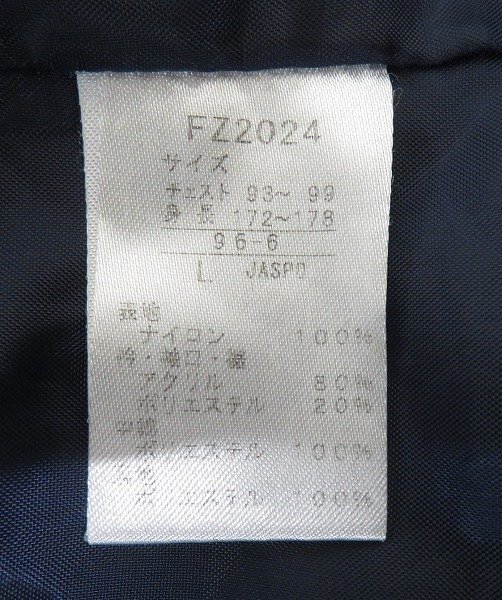 FZ2024
サイズ
チェスト 93～ 99
身長 172～178
96-6
L JASPO
表地
ナイロン 100%
衿・袖口・裾
アクリル 80%
ポリエステル 20%
中綿
ポリエステル 100%
ポリエステル 100%